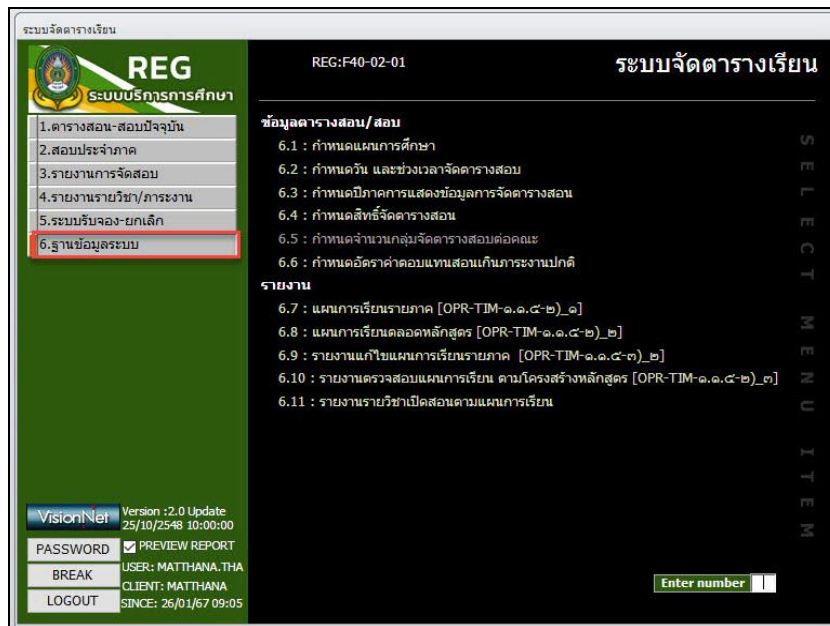 ระบบจัดตารางเรียน
REG
ระบบบริการการศึกษา
1.ตารางสอน-สอบปัจจุบัน
2.สอบประจำภาค
3.รายงานการจัดสอบ
4.รายงานรายวิชา/ภาระงาน
5.ระบบรับจอง-ยกเลิก
6.ฐานข้อมูลระบบ
VisionNet
Version :2.0 Update
25/10/2548 10:00:00
PASSWORD
PREVIEW REPORT
BREAK
USER: MATTHANA.THA
CLIENT: MATTHANA
LOGOUT
SINCE: 26/01/67 09:05
REG:F40-02-01
ระบบจัดตารางเรียน
ข้อมูลตารางสอน/สอบ
6.1 : กำหนดแผนการศึกษา
6.2 : กำหนดวัน และช่วงเวลาจัดตารางสอบ
6.3 : กำหนดปีภาคการแสดงข้อมูลการจัดตารางสอน
6.4 : กำหนดสิทธิ์จัดตารางสอน
6.5 : กำหนดจำนวนกลุ่มจัดตารางสอบต่อคณะ
6.6 : กำหนดอัตราค่าตอบแทนสอนเกินภาระงานปกติ
รายงาน
6.7 : แผนการเรียนรายภาค [OPR-TIM-๑.๑.๕-๒)_๑]
6.8 : แผนการเรียนตลอดหลักสูตร [OPR-TIM-๑.๑.๕-๒)_๒]
6.9 : รายงานแก้ไขแผนการเรียนรายภาค [OPR-TIM-๑.๑.๕-๓)_๒]
6.10 : รายงานตรวจสอบแผนการเรียน ตามโครงสร้างหลักสูตร [OPR-TIM-๑.๑.๕-๒)_๓]
6.11 : รายงานรายวิชาเปิดสอนตามแผนการเรียน
SELECT MENU ITEM
Enter number